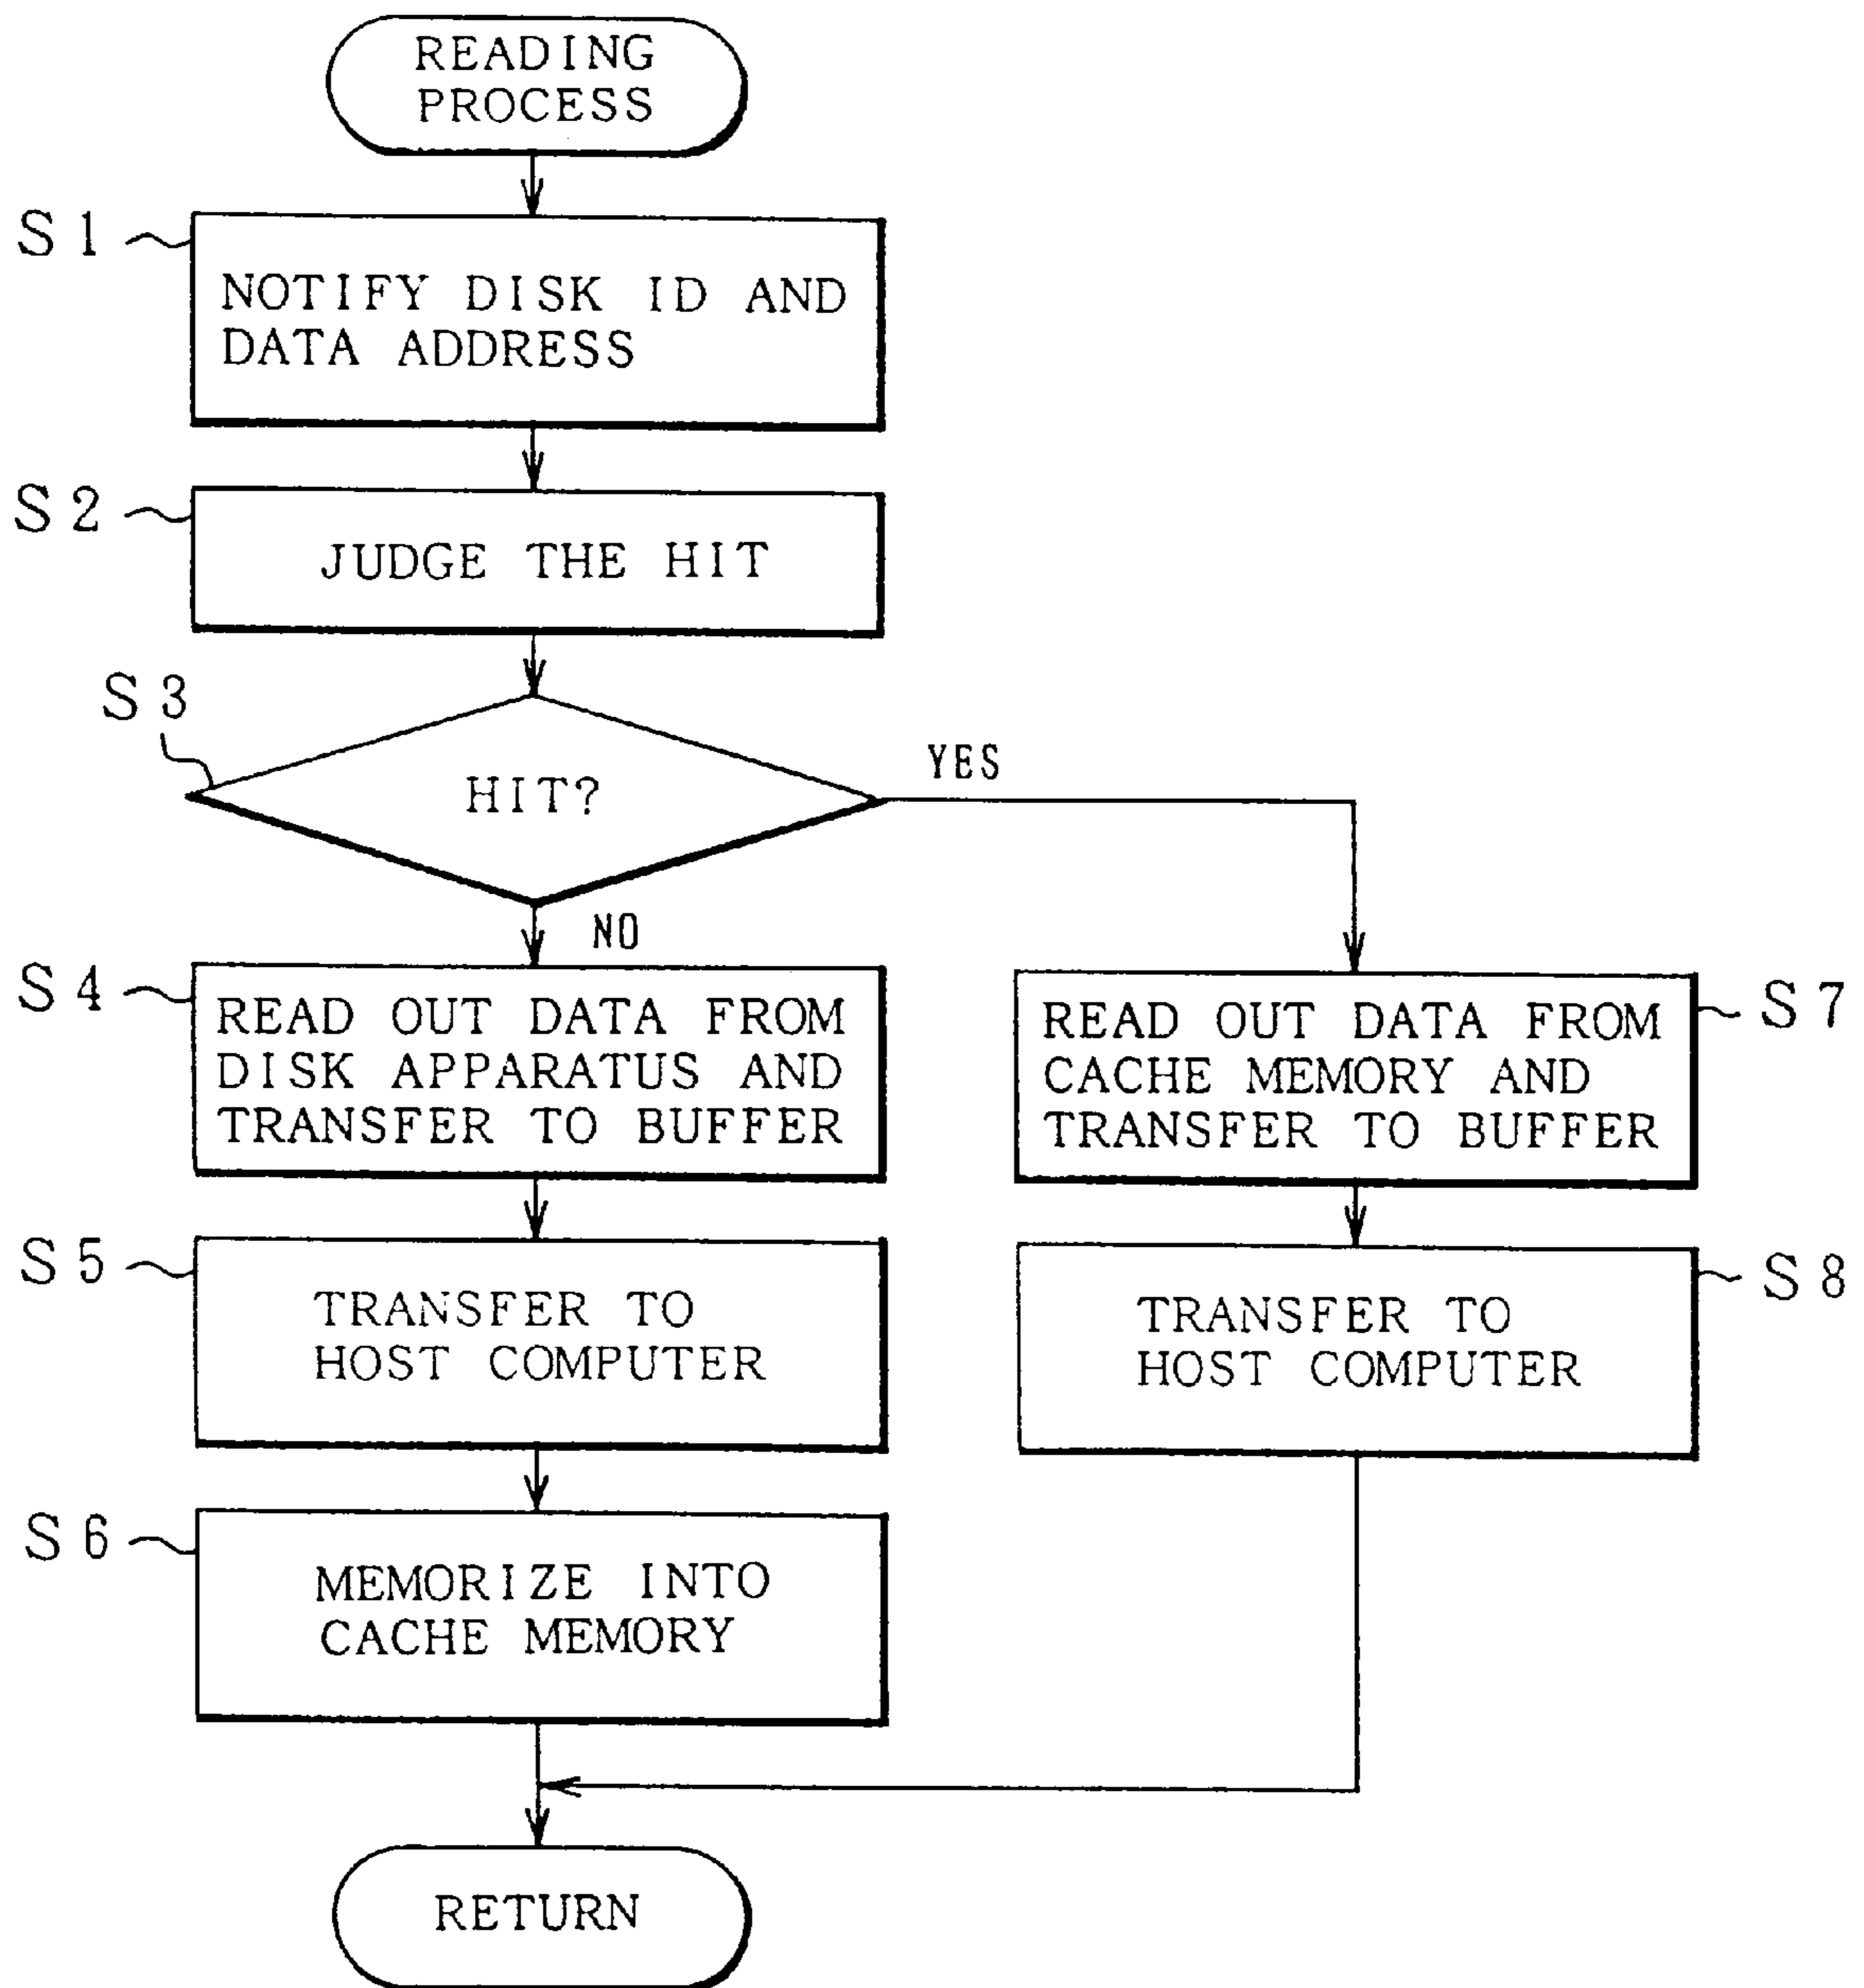 READING
PROCESS
S1
NOTIFY DISK ID AND
DATA ADDRESS
S2
JUDGE THE HIT
S3
HIT?
YES
NO
S4
READ OUT DATA FROM
DISK APPARATUS AND
TRANSFER TO BUFFER
S7
READ OUT DATA FROM
CACHE MEMORY AND
TRANSFER TO BUFFER
S5
TRANSFER TO
HOST COMPUTER
S8
TRANSFER TO
HOST COMPUTER
S6
MEMORIZE INTO
CACHE MEMORY
RETURN